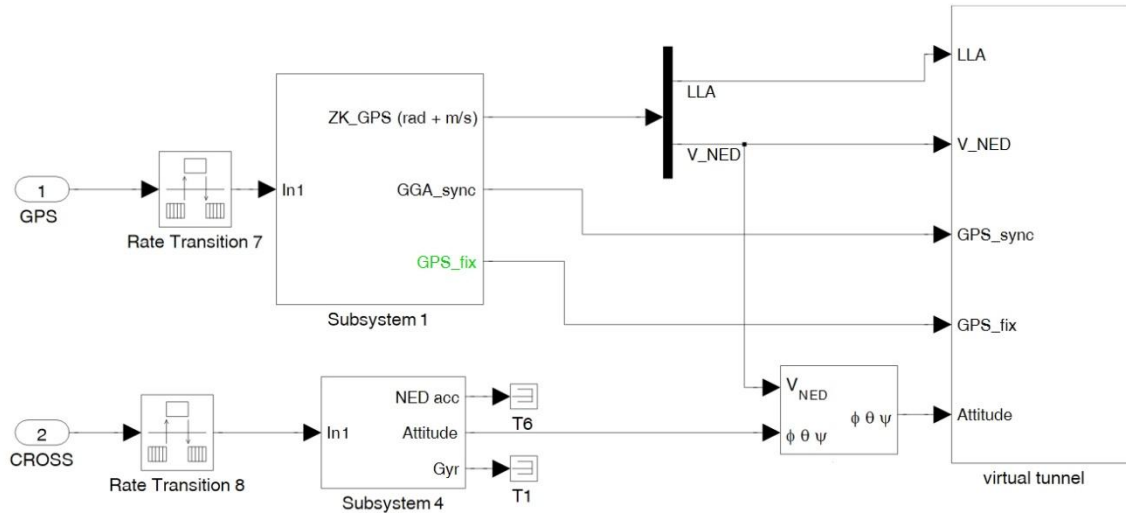 1
GPS
Rate Transition 7
In1
ZK_GPS (rad + m/s)
GGA_sync
GPS_fix
Subsystem 1
LLA
V_NED
LLA
V_NED
GPS_sync
GPS_fix
Attitude
virtual tunnel
2
CROSS
Rate Transition 8
In1
NED acc
Attitude
Gyr
Subsystem 4
T6
T1
V_NED
ϕ θ ψ
ϕ θ ψ